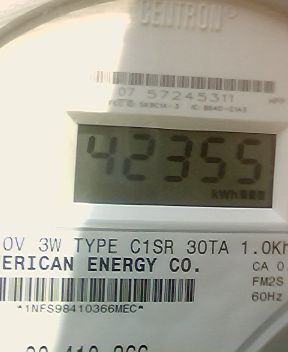 CENTRON
07 57245311
42355
kWh
0V 3W TYPE C1SR 30TA 1.0Kh
ERICAN ENERGY CO.
CA 0
FM2S
*1NFS98410366MEC*
60Hz